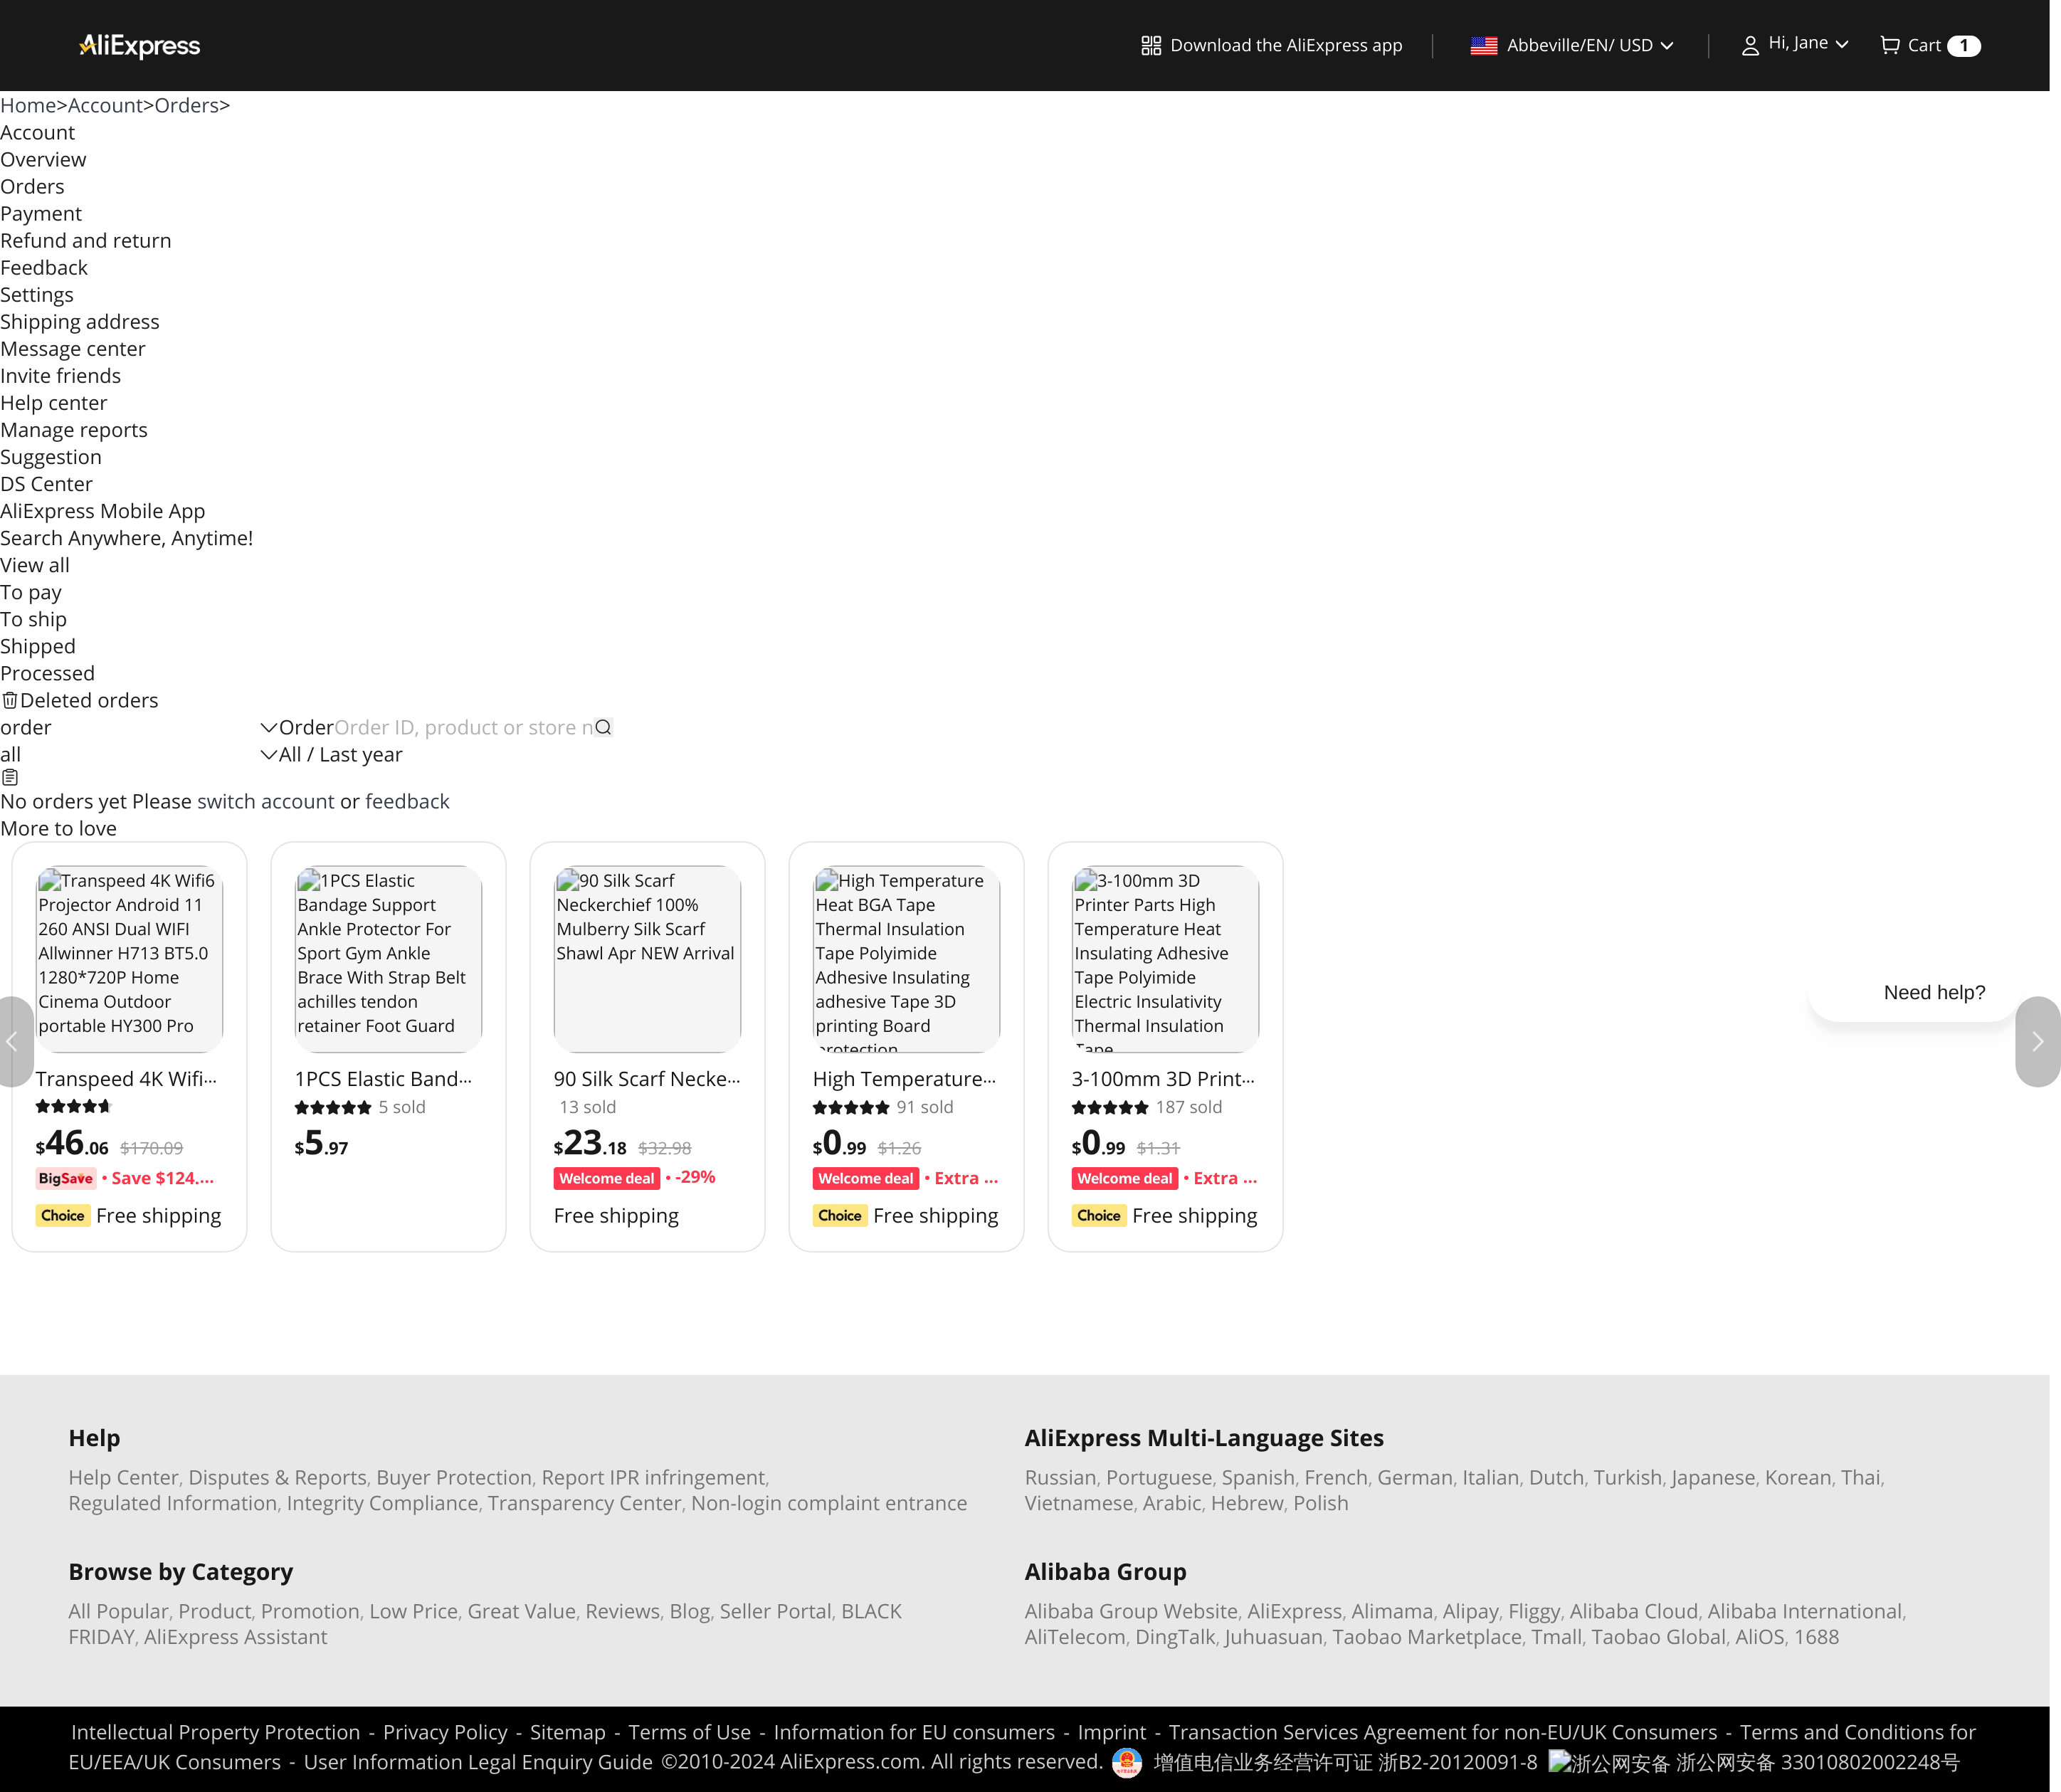 AliExpress
Download the AliExpress app
Abbeville/EN/ USD
Hi, Jane
Cart 1
Home>Account>Orders>
Account
Overview
Orders
Payment
Refund and return
Feedback
Settings
Shipping address
Message center
Invite friends
Help center
Manage reports
Suggestion
DS Center
AliExpress Mobile App
Search Anywhere, Anytime!
View all
To pay
To ship
Shipped
Processed
Deleted orders
order Order Order ID, product or store n
all All / Last year
No orders yet Please switch account or feedback
More to love
Transpeed 4K Wifi6
Projector Android 11
260 ANSI Dual WIFI
Allwinner H713 BT5.0
1280*720P Home
Cinema Outdoor
portable HY300 Pro
Transpeed 4K Wifi...
$46.06 $170.09
BigSave • Save $124....
Choice Free shipping
1PCS Elastic
Bandage Support
Ankle Protector For
Sport Gym Ankle
Brace With Strap Belt
achilles tendon
retainer Foot Guard
1PCS Elastic Band...
5 sold
$5.97
90 Silk Scarf
Neckerchief 100%
Mulberry Silk Scarf
Shawl Apr NEW Arrival
90 Silk Scarf Necke...
13 sold
$23.18 $32.98
Welcome deal • -29%
Free shipping
High Temperature
Heat BGA Tape
Thermal Insulation
Tape Polyimide
Adhesive Insulating
adhesive Tape 3D
printing Board
protection
High Temperature...
91 sold
$0.99 $1.26
Welcome deal • Extra ...
Choice Free shipping
3-100mm 3D
Printer Parts High
Temperature Heat
Insulating Adhesive
Tape Polyimide
Electric Insulativity
Thermal Insulation
Tape
3-100mm 3D Print...
187 sold
$0.99 $1.31
Welcome deal • Extra ...
Choice Free shipping
Need help?
Help
Help Center, Disputes & Reports, Buyer Protection, Report IPR infringement,
Regulated Information, Integrity Compliance, Transparency Center, Non-login complaint entrance
AliExpress Multi-Language Sites
Russian, Portuguese, Spanish, French, German, Italian, Dutch, Turkish, Japanese, Korean, Thai,
Vietnamese, Arabic, Hebrew, Polish
Browse by Category
All Popular, Product, Promotion, Low Price, Great Value, Reviews, Blog, Seller Portal, BLACK
FRIDAY, AliExpress Assistant
Alibaba Group
Alibaba Group Website, AliExpress, Alimama, Alipay, Fliggy, Alibaba Cloud, Alibaba International,
AliTelecom, DingTalk, Juhuasuan, Taobao Marketplace, Tmall, Taobao Global, AliOS, 1688
Intellectual Property Protection - Privacy Policy - Sitemap - Terms of Use - Information for EU consumers - Imprint - Transaction Services Agreement for non-EU/UK Consumers - Terms and Conditions for
EU/EEA/UK Consumers - User Information Legal Enquiry Guide ©2010-2024 AliExpress.com. All rights reserved. 增值电信业务经营许可证 浙B2-20120091-8 浙公网安备 浙公网安备 33010802002248号